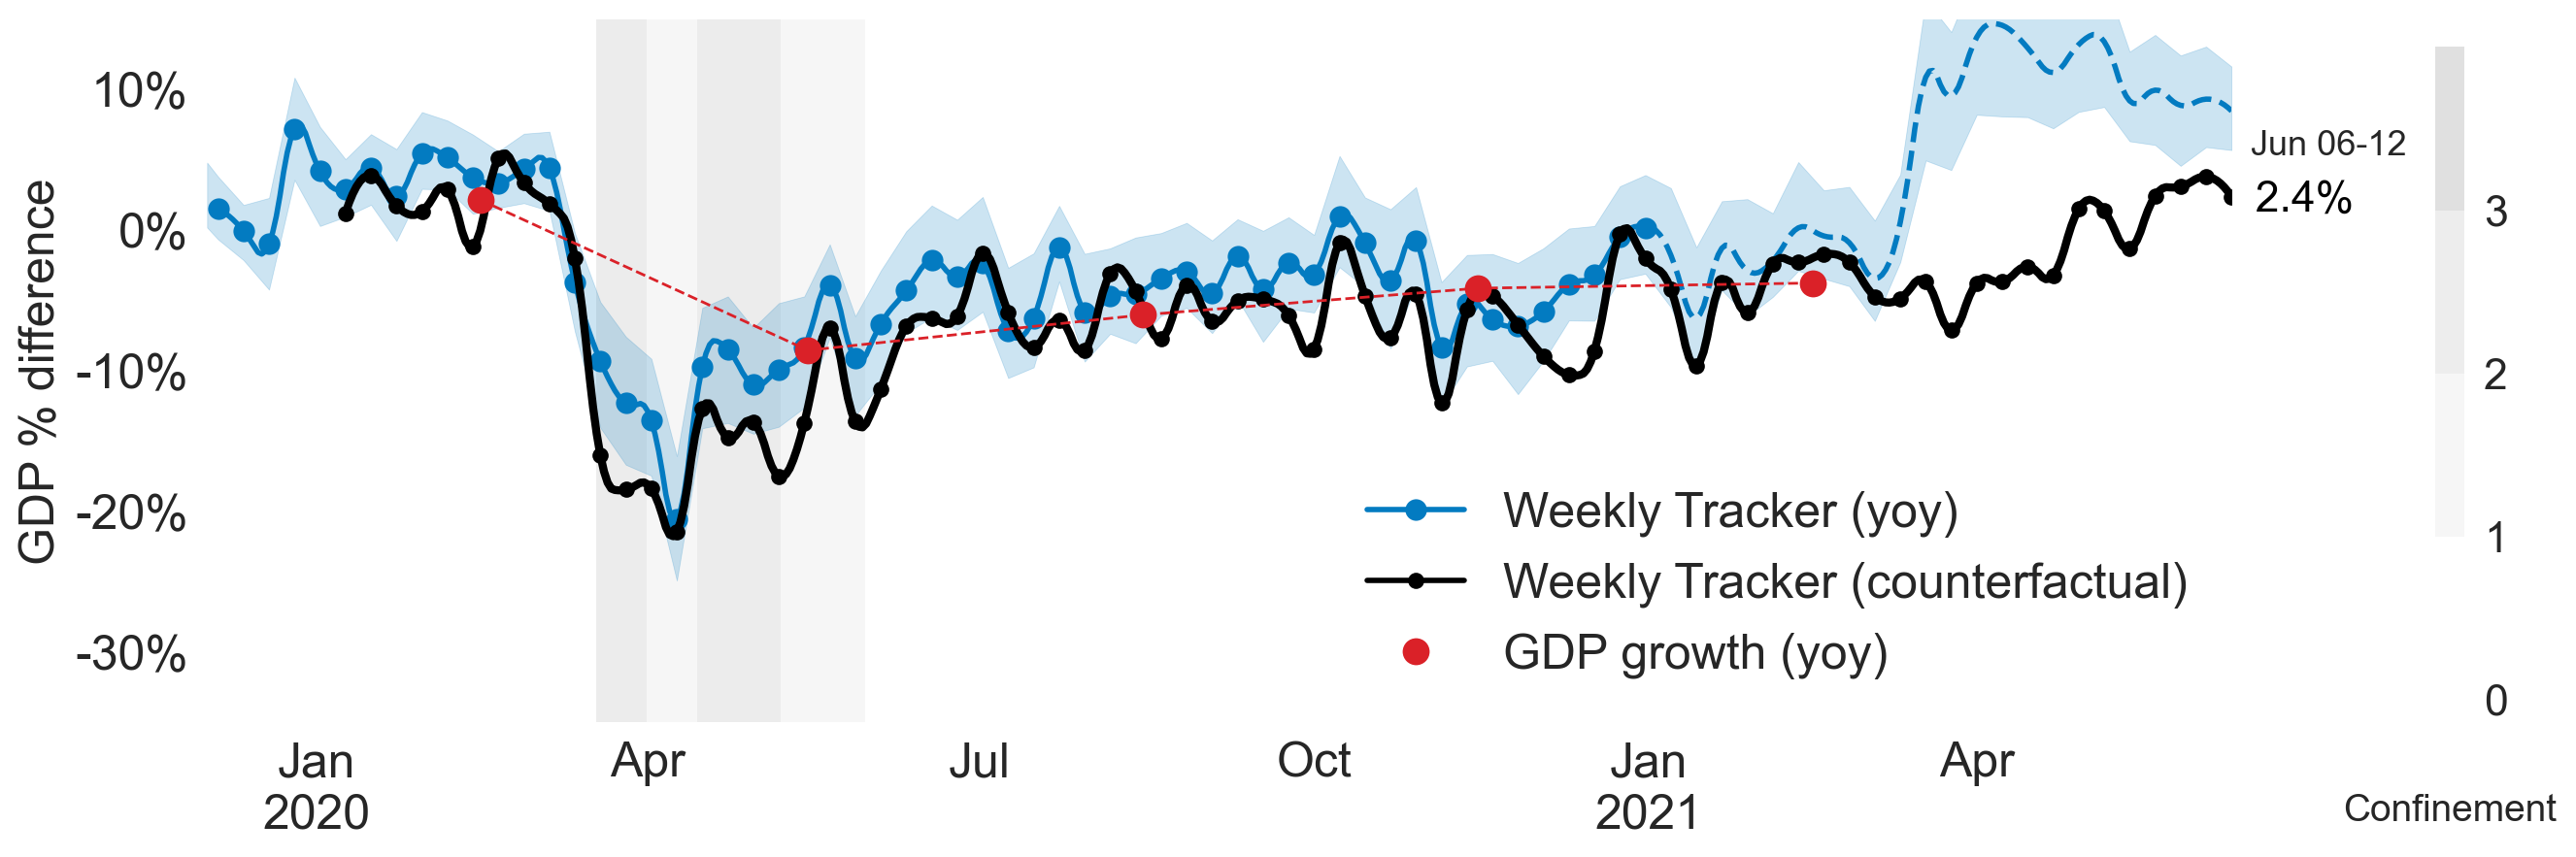 GDP % difference
10%
0%
-10%
-20%
-30%
Jun 06-12
2.4%
Weekly Tracker (yoy)
Weekly Tracker (counterfactual)
GDP growth (yoy)
3
2
1
0
Jan
2020
Apr
Jul
Oct
Jan
2021
Apr
Confinement